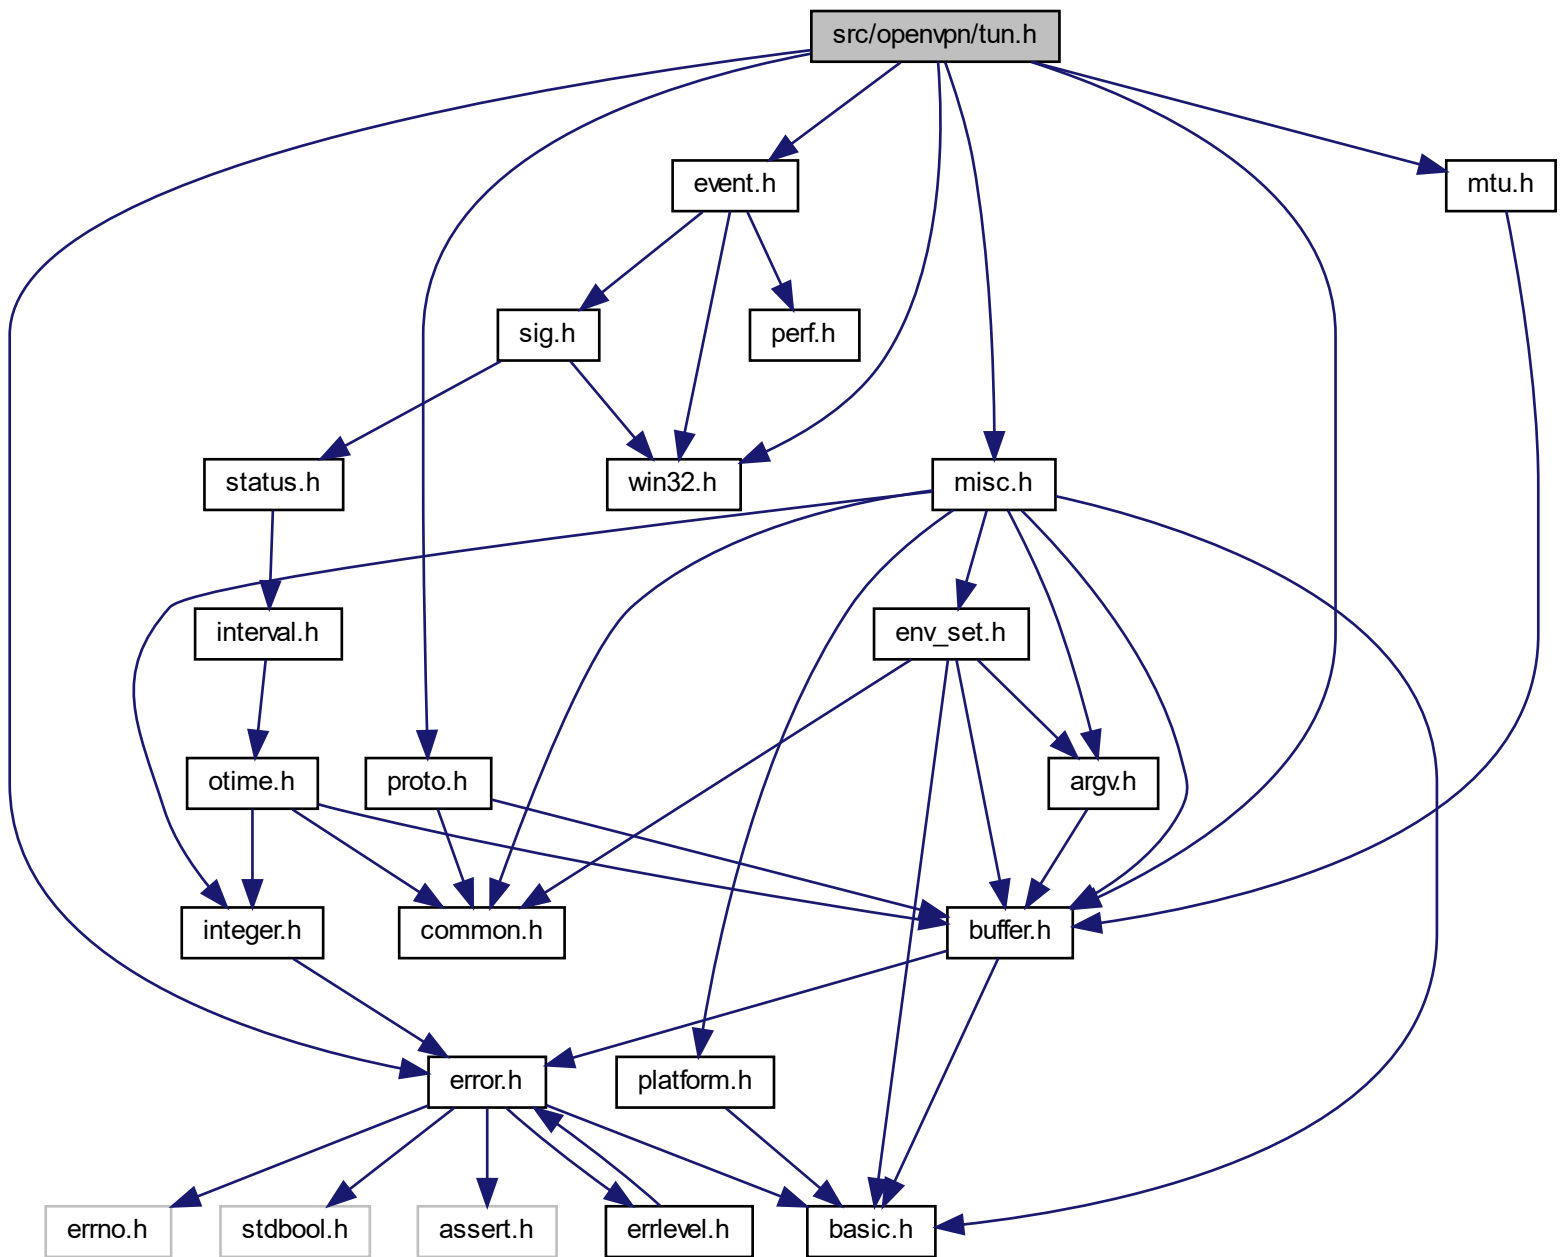 src/openvpn/tun.h
event.h
mtu.h
sig.h
perf.h
status.h
win32.h
misc.h
interval.h
env_set.h
otime.h
proto.h
argv.h
integer.h
common.h
buffer.h
error.h
platform.h
errno.h
stdbool.h
assert.h
errlevel.h
basic.h